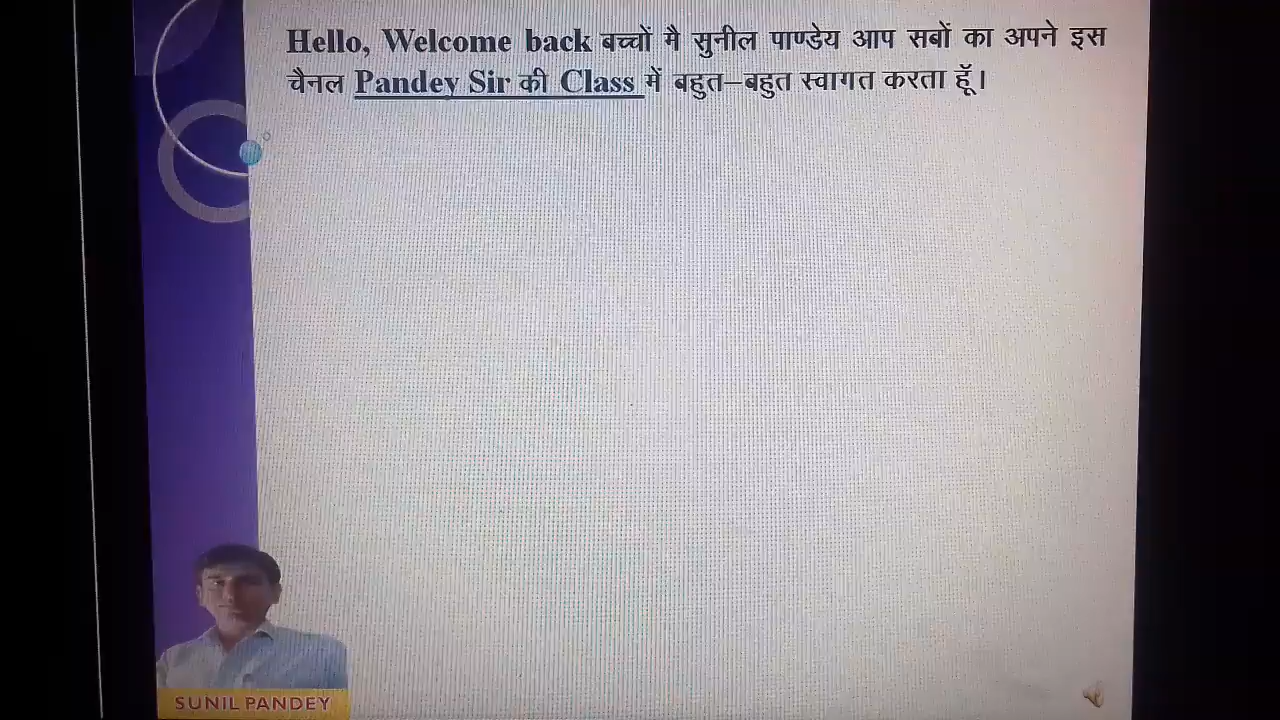 Hello, Welcome back बच्चों मै सुनील पाण्डेय आप सबों का अपने इस
चैनल Pandey Sir की Class में बहुत–बहुत स्वागत करता हूॅं।
SUNIL PANDEY